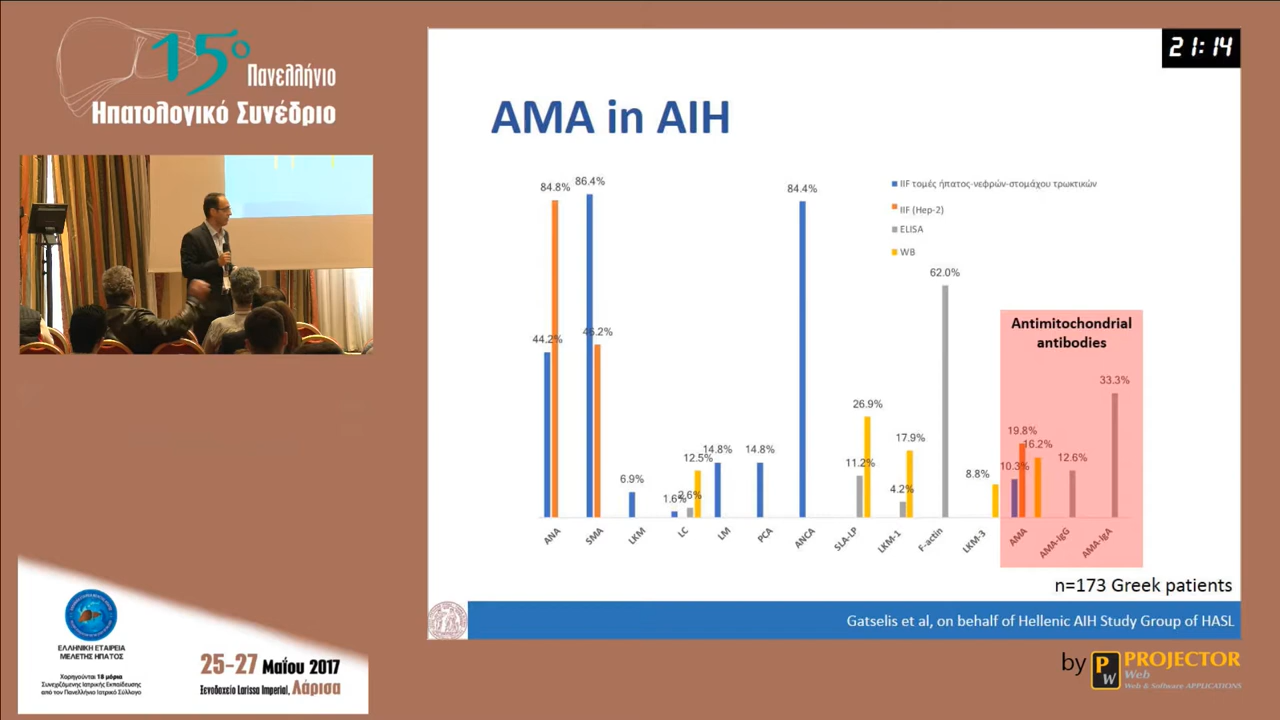 15ο
Πανελλήνιο
Ηπατολογικό Συνέδριο
21:14
AMA in AIH
84.8%
86.4%
84.4%
IIF τομές ήπατος-νεφρών-στομάχου τρωκτικών
IIF (Hep-2)
ELISA
WB
62.0%
44.2%
46.2%
Antimitochondrial
antibodies
33.3%
26.9%
19.8%
17.9%
16.2%
12.5%
14.8%
14.8%
11.2%
12.6%
10.3%
8.8%
6.9%
1.6%
2.6%
4.2%
ANA
SMA
LKM
LC
LM
PCA
ANCA
SLA-LP
LKM-1
F-actin
LKM-3
AMA
AMA-IgG
AMA-IgA
n=173 Greek patients
Gatselis et al, on behalf of Hellenic AIH Study Group of HASL
ΕΛΛΗΝΙΚΗ ΕΤΑΙΡΕΙΑ
ΜΕΛΕΤΗΣ ΗΠΑΤΟΣ
Χορηγούνται 18 μόρια
Συνεχιζόμενης Ιατρικής Εκπαίδευσης
από τον Πανελλήνιο Ιατρικό Σύλλογο
25-27 Μαΐου 2017
Ξενοδοχείο Larissa Imperial, Λάρισα
by PW PROJECTOR
Web
Web & Software APPLICATIONS